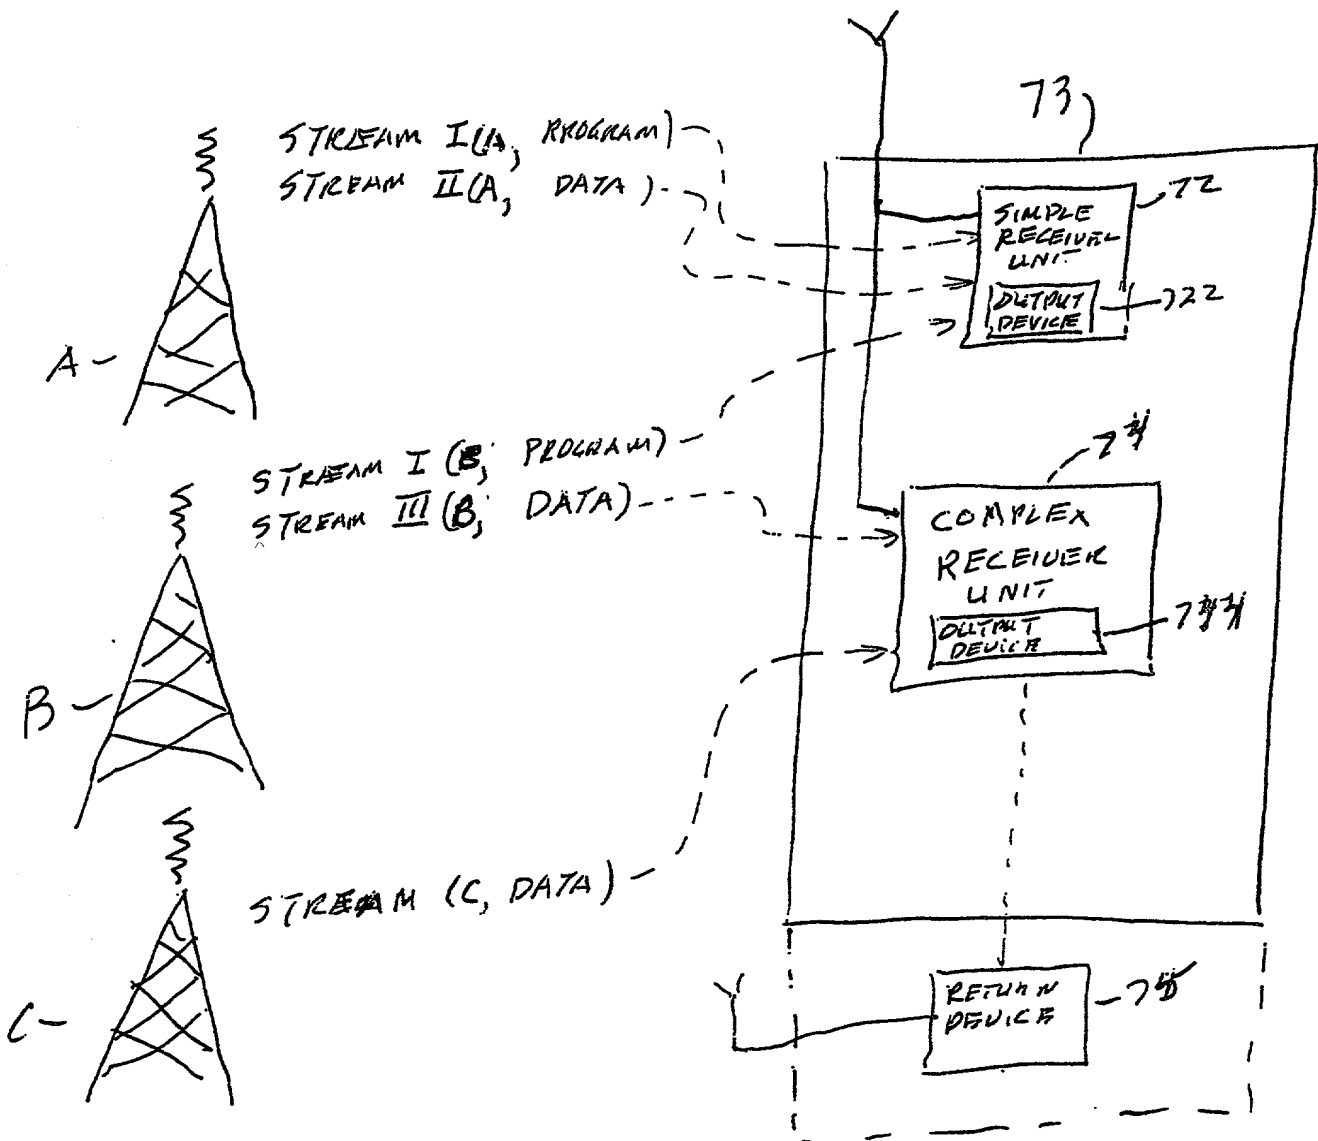 73
STREAM I (A, PROGRAM)
STREAM II (A, DATA)
72
SIMPLE
RECEIVER
UNIT
OUTPUT
DEVICE
722
A
STREAM I (B; PROGRAM)
STREAM III (B; DATA)
COMPLEX
RECEIVER
UNIT
OUTPUT
DEVICE
B
STREAM (C, DATA)
RETURN
DEVICE
C